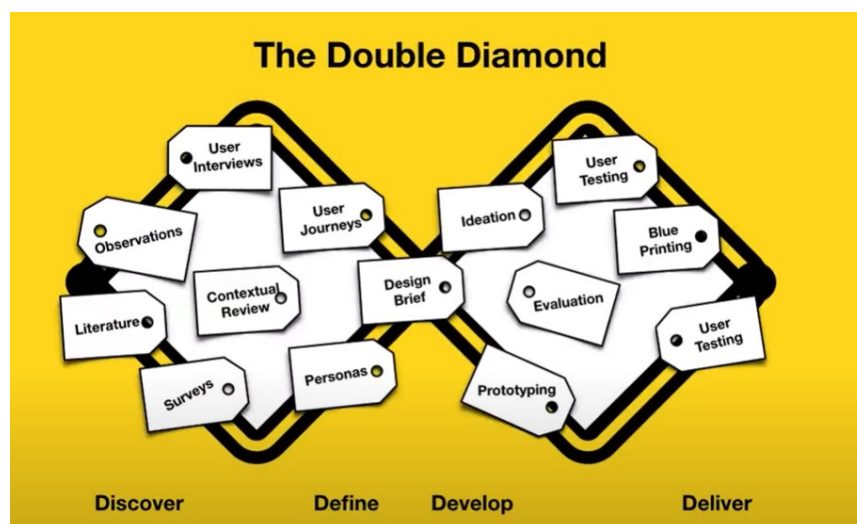 The Double Diamond
User
Interviews
User
Journeys
Observations
Contextual
Review
Literature
Surveys
Personas
Design
Brief
Ideation
User
Testing
Blue
Printing
Evaluation
User
Testing
Prototyping
Discover
Define
Develop
Deliver